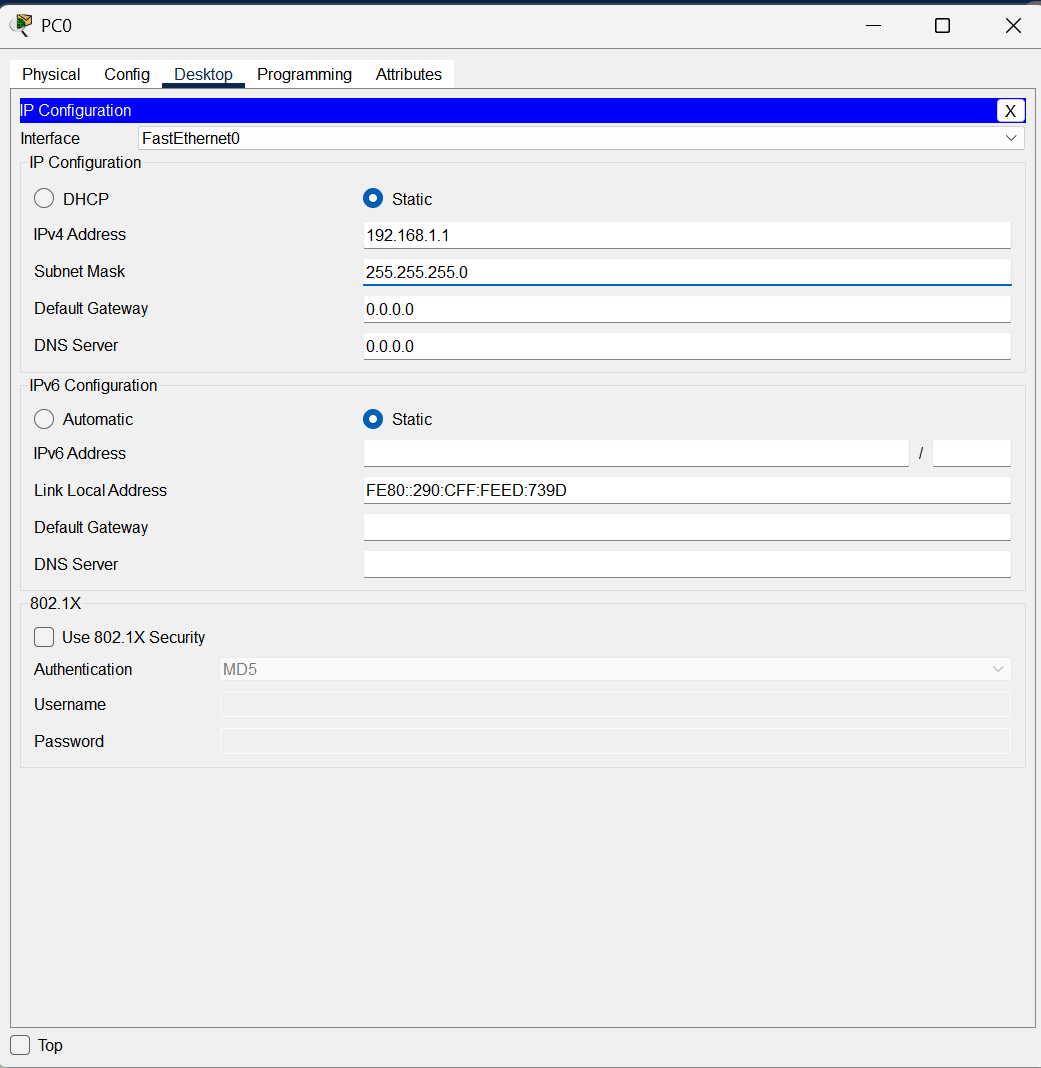 PC0
Physical Config Desktop Programming Attributes
IP Configuration X
Interface FastEthernet0
IP Configuration
DHCP Static
IPv4 Address 192.168.1.1
Subnet Mask 255.255.255.0
Default Gateway 0.0.0.0
DNS Server 0.0.0.0
IPv6 Configuration
Automatic Static
IPv6 Address /
Link Local Address FE80::290:CFF:FEED:739D
Default Gateway
DNS Server
802.1X
Use 802.1X Security
Authentication MD5
Username
Password
Top